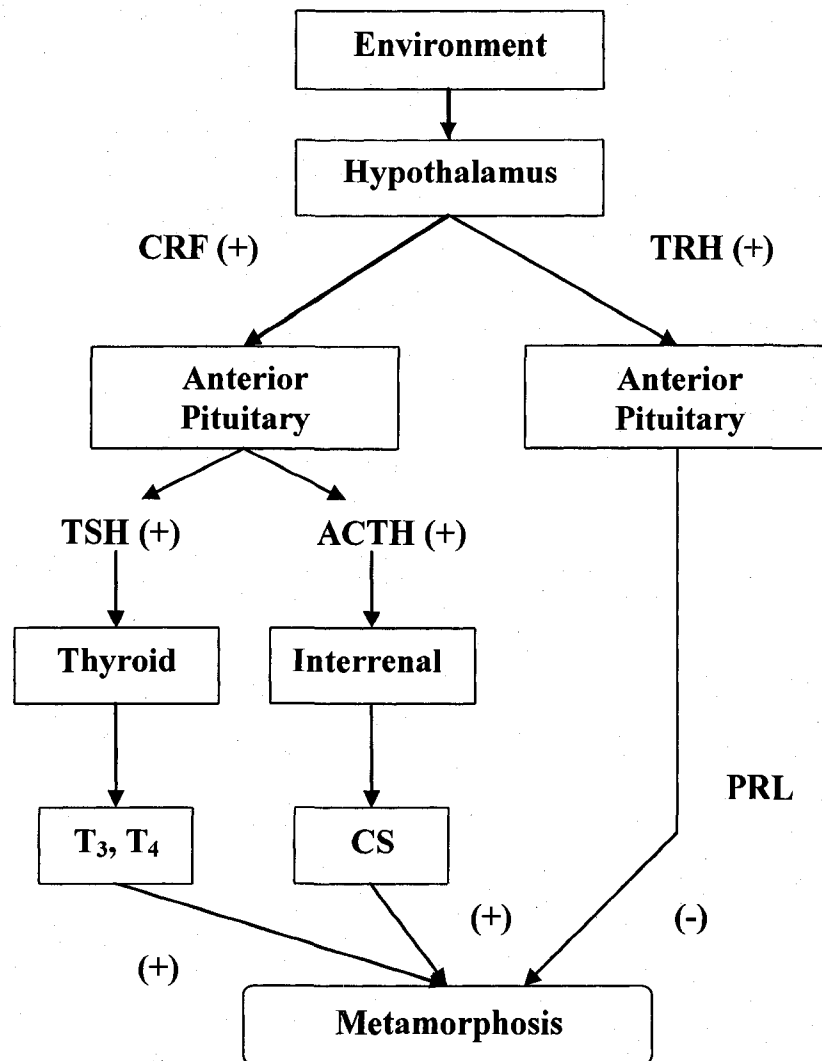 Environment
Hypothalamus
CRF (+)
TRH (+)
Anterior
Pituitary
Anterior
Pituitary
TSH (+)
ACTH (+)
Thyroid
Interrenal
PRL
T₃, T₄
CS
(+)
(-)
(+)
Metamorphosis